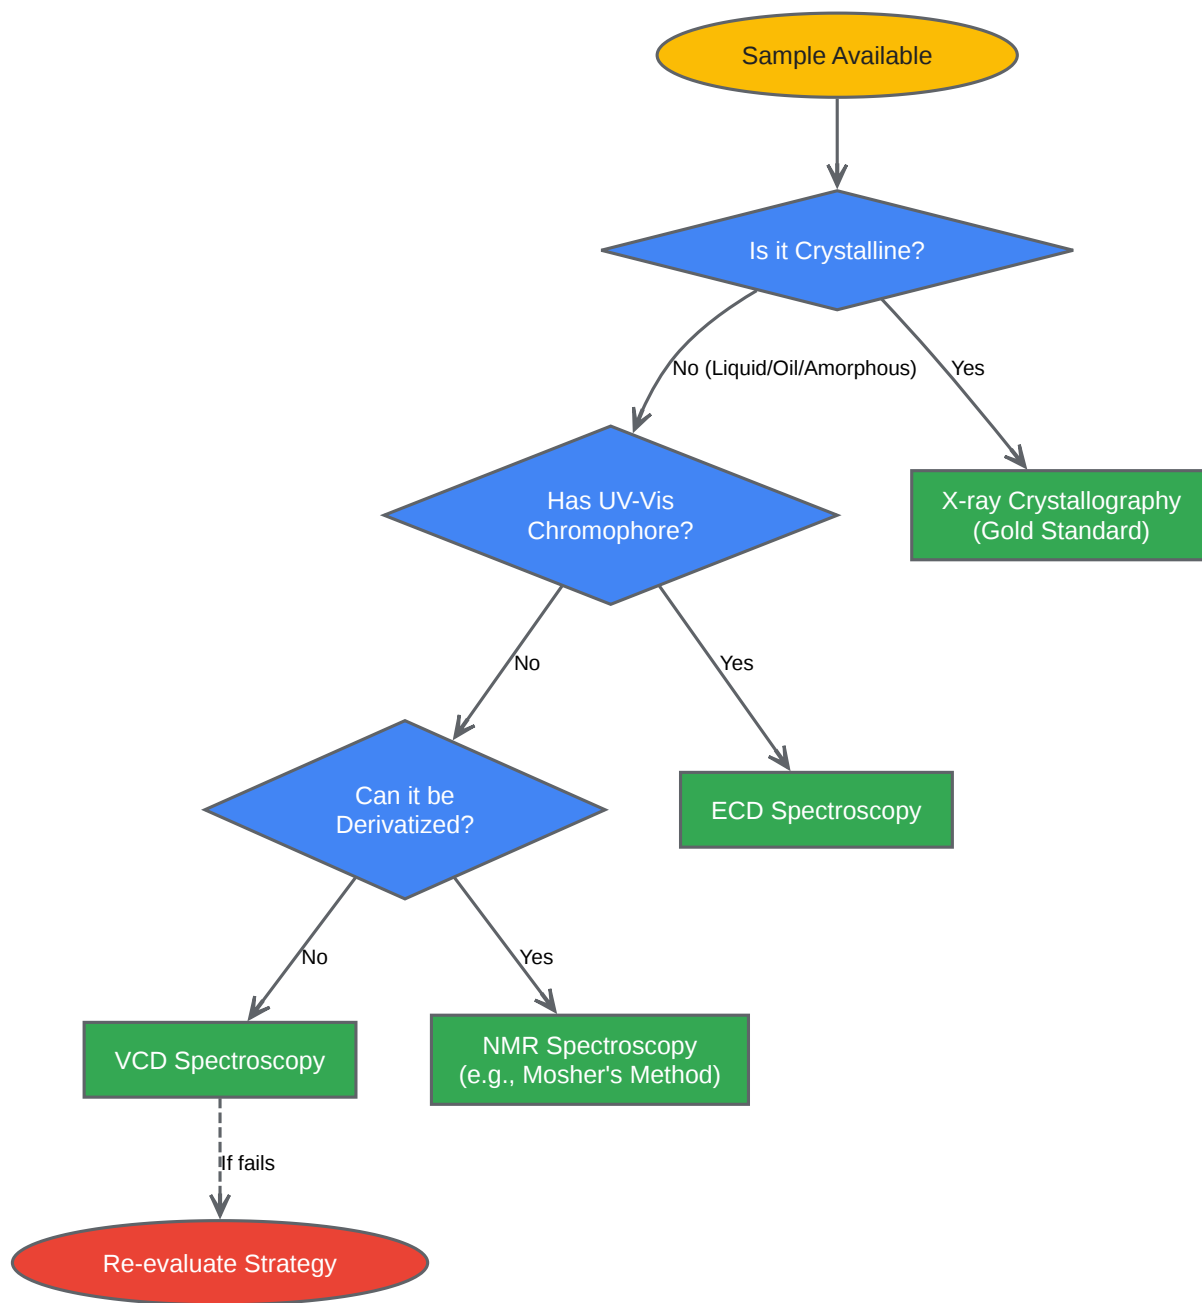 Sample Available
Is it Crystalline?
No (Liquid/Oil/Amorphous)
Yes
Has UV-Vis
Chromophore?
X-ray Crystallography
(Gold Standard)
No
Yes
Can it be
Derivatized?
ECD Spectroscopy
No
Yes
VCD Spectroscopy
NMR Spectroscopy
(e.g., Mosher's Method)
If fails
Re-evaluate Strategy